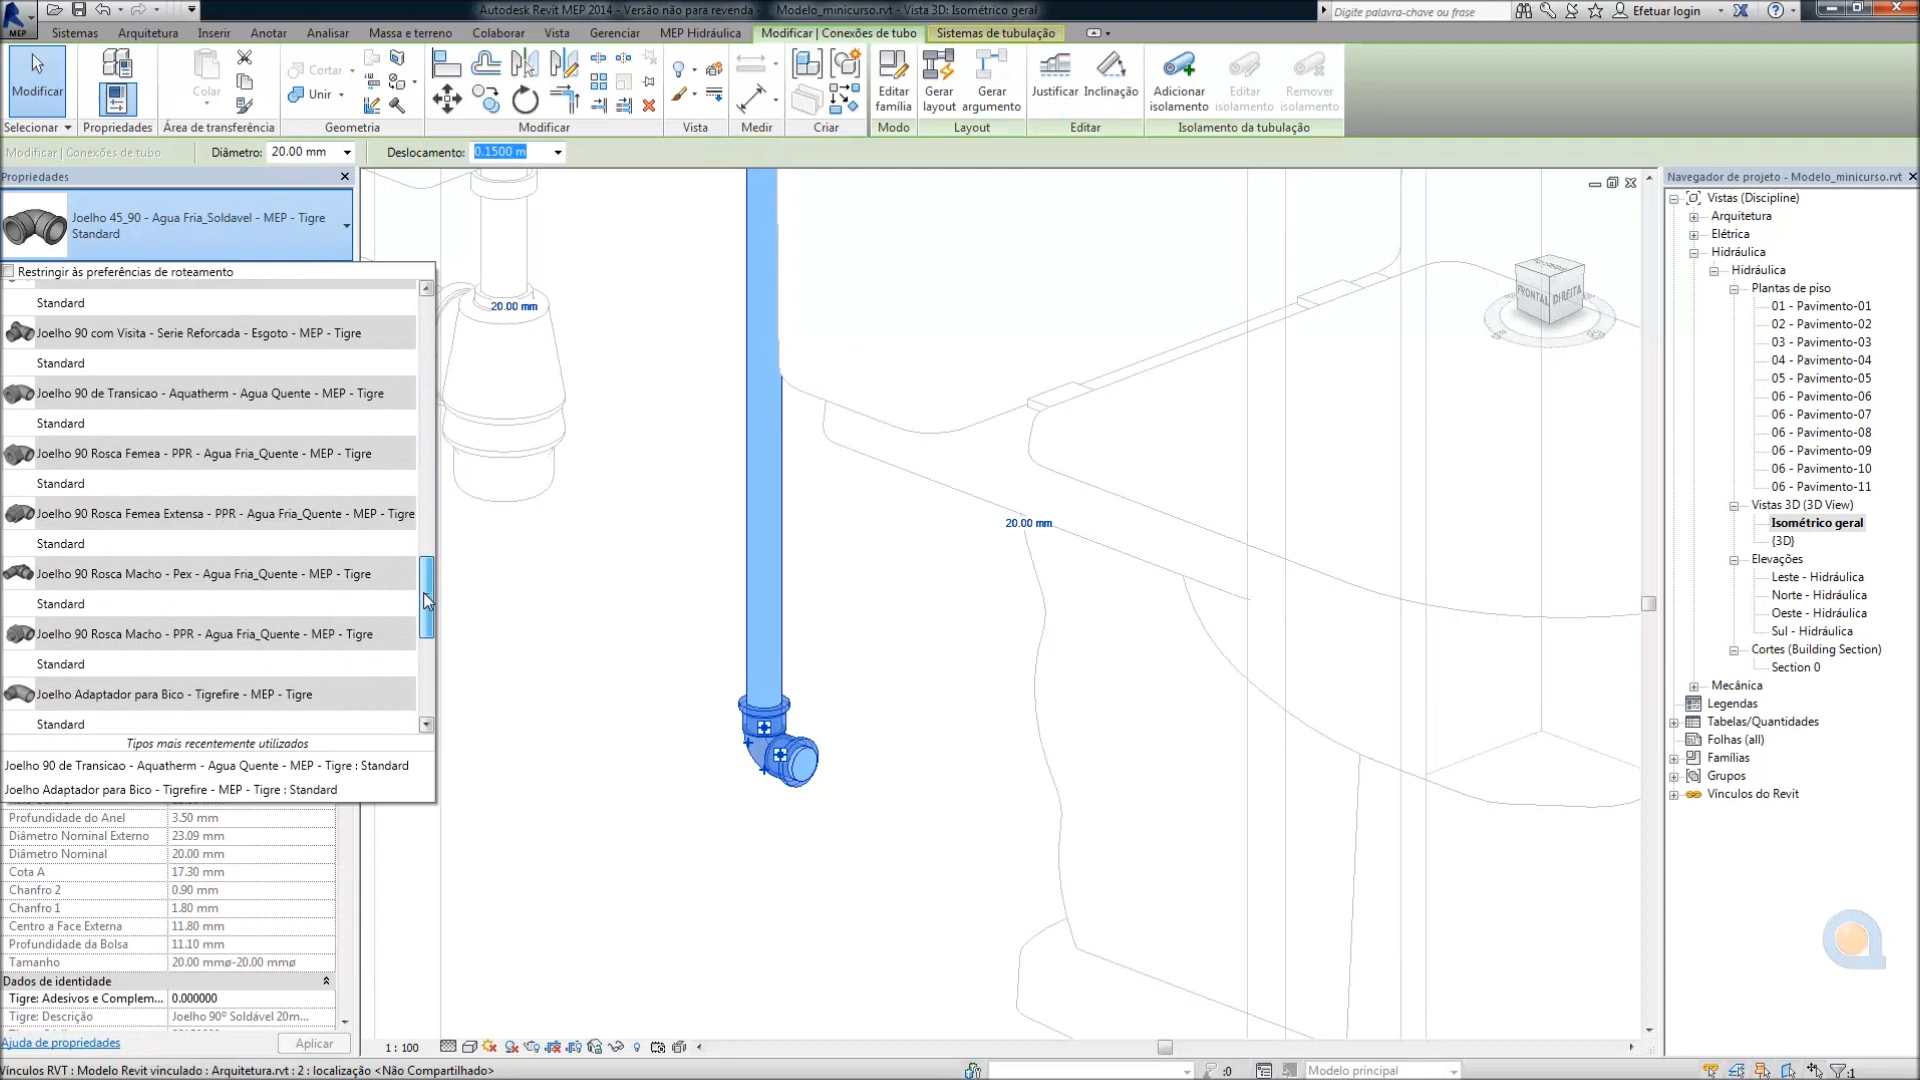 Autodesk Revit MEP 2014 - Versão não para revenda - Modelo_minicurso.rvt - Vista 3D: Isométrico geral
Digite palavra-chave ou frase
Efetuar login
MEP
Sistemas
Arquitetura
Inserir
Anotar
Analisar
Massa e terreno
Colaborar
Vista
Gerenciar
MEP Hidráulica
Modificar | Conexões de tubo
Sistemas de tubulação
Modificar
Colar
Cortar
Unir
Editar família
Gerar layout
Gerar argumento
Justificar
Inclinação
Adicionar isolamento
Editar isolamento
Remover isolamento
Selecionar
Propriedades
Área de transferência
Geometria
Modificar
Vista
Medir
Criar
Modo
Layout
Editar
Isolamento da tubulação
Modificar | Conexões de tubo
Diâmetro: 20.00 mm
Deslocamento: 0.1500 m
Propriedades
Joelho 45_90 - Agua Fria_Soldavel - MEP - Tigre
Standard
Restringir às preferências de roteamento
Standard
Joelho 90 com Visita - Serie Reforcada - Esgoto - MEP - Tigre
Standard
Joelho 90 de Transicao - Aquatherm - Agua Quente - MEP - Tigre
Standard
Joelho 90 Rosca Femea - PPR - Agua Fria_Quente - MEP - Tigre
Standard
Joelho 90 Rosca Femea Extensa - PPR - Agua Fria_Quente - MEP - Tigre
Standard
Joelho 90 Rosca Macho - Pex - Agua Fria_Quente - MEP - Tigre
Standard
Joelho 90 Rosca Macho - PPR - Agua Fria_Quente - MEP - Tigre
Standard
Joelho Adaptador para Bico - Tigrefire - MEP - Tigre
Standard
Tipos mais recentemente utilizados
Joelho 90 de Transicao - Aquatherm - Agua Quente - MEP - Tigre : Standard
Joelho Adaptador para Bico - Tigrefire - MEP - Tigre : Standard
Profundidade do Anel 3.50 mm
Diâmetro Nominal Externo 23.09 mm
Diâmetro Nominal 20.00 mm
Cota A 17.30 mm
Chanfro 2 0.90 mm
Chanfro 1 1.80 mm
Centro a Face Externa 11.80 mm
Profundidade da Bolsa 11.10 mm
Tamanho 20.00 mmø-20.00 mmø
Dados de identidade
Tigre: Adesivos e Complem... 0.000000
Tigre: Descrição Joelho 90º Soldável 20m...
Ajuda de propriedades
Aplicar
20.00 mm
20.00 mm
FRONTAL
DIREITA
1 : 100
Navegador de projeto - Modelo_minicurso.rvt
Vistas (Discipline)
Arquitetura
Elétrica
Hidráulica
Hidráulica
Plantas de piso
01 - Pavimento-01
02 - Pavimento-02
03 - Pavimento-03
04 - Pavimento-04
05 - Pavimento-05
06 - Pavimento-06
06 - Pavimento-07
06 - Pavimento-08
06 - Pavimento-09
06 - Pavimento-10
06 - Pavimento-11
Vistas 3D (3D View)
Isométrico geral
{3D}
Elevações
Leste - Hidráulica
Norte - Hidráulica
Oeste - Hidráulica
Sul - Hidráulica
Cortes (Building Section)
Section 0
Mecânica
Legendas
Tabelas/Quantidades
Folhas (all)
Famílias
Grupos
Vínculos do Revit
Vínculos RVT : Modelo Revit vinculado : Arquitetura.rvt : 2 : localização <Não Compartilhado>
:0
Modelo principal
:1